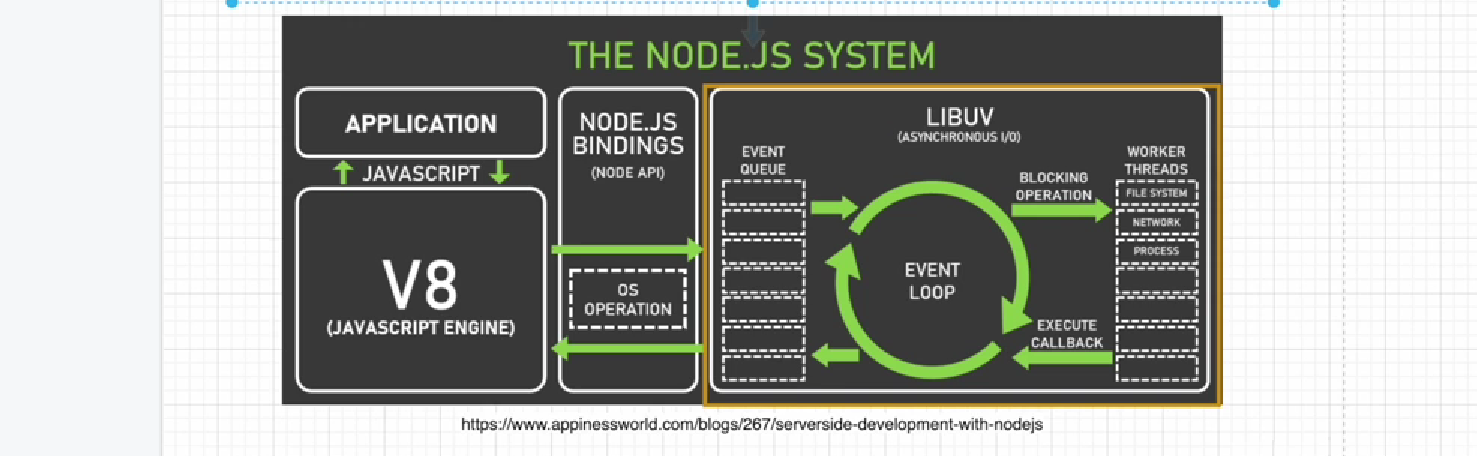 THE NODE.JS SYSTEM
APPLICATION
JAVASCRIPT
V8
(JAVASCRIPT ENGINE)
NODE.JS
BINDINGS
(NODE API)
OS
OPERATION
LIBUV
(ASYNCHRONOUS I/O)
EVENT
QUEUE
EVENT
LOOP
BLOCKING
OPERATION
EXECUTE
CALLBACK
WORKER
THREADS
FILE SYSTEM
NETWORK
PROCESS
https://www.appinessworld.com/blogs/267/serverside-development-with-nodejs